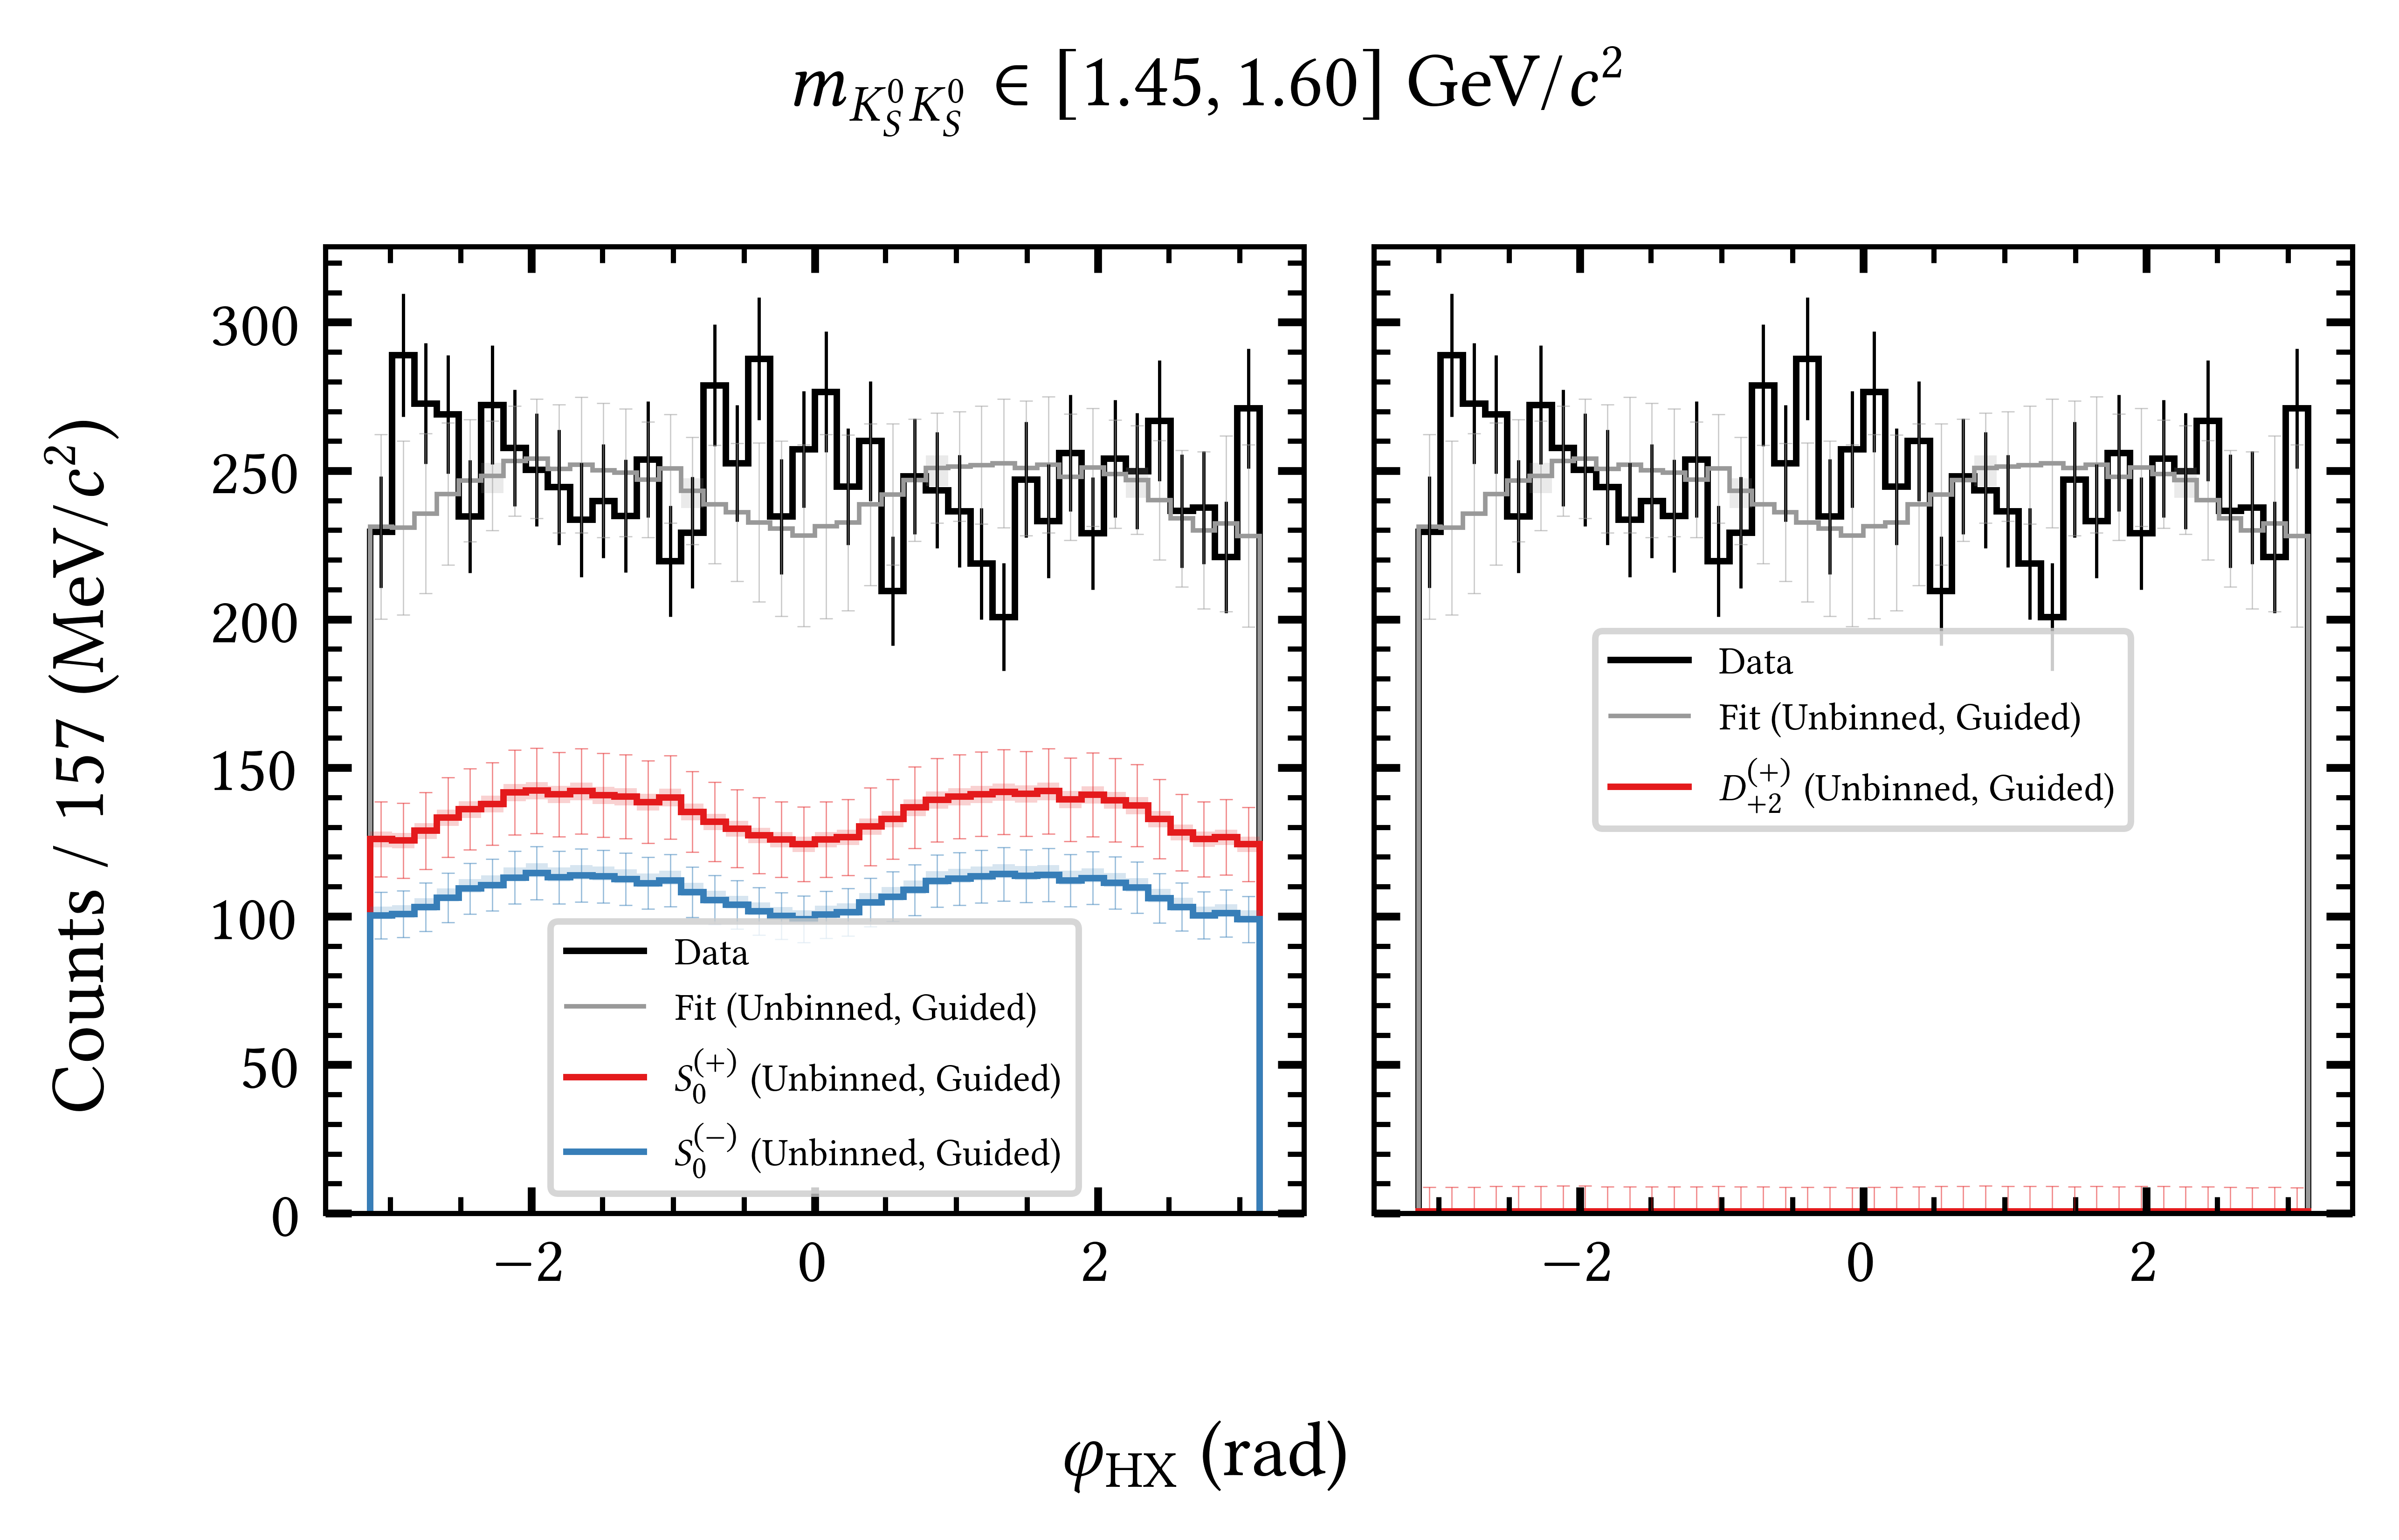 m_{K_S^0 K_S^0} ∈ [1.45, 1.60] GeV/c²
Counts / 157 (MeV/c²)
300
250
200
150
100
50
0
−2
0
2
Data
Fit (Unbinned, Guided)
S_0^{(+)} (Unbinned, Guided)
S_0^{(−)} (Unbinned, Guided)
−2
0
2
Data
Fit (Unbinned, Guided)
D_{+2}^{(+)} (Unbinned, Guided)
φ_{HX} (rad)